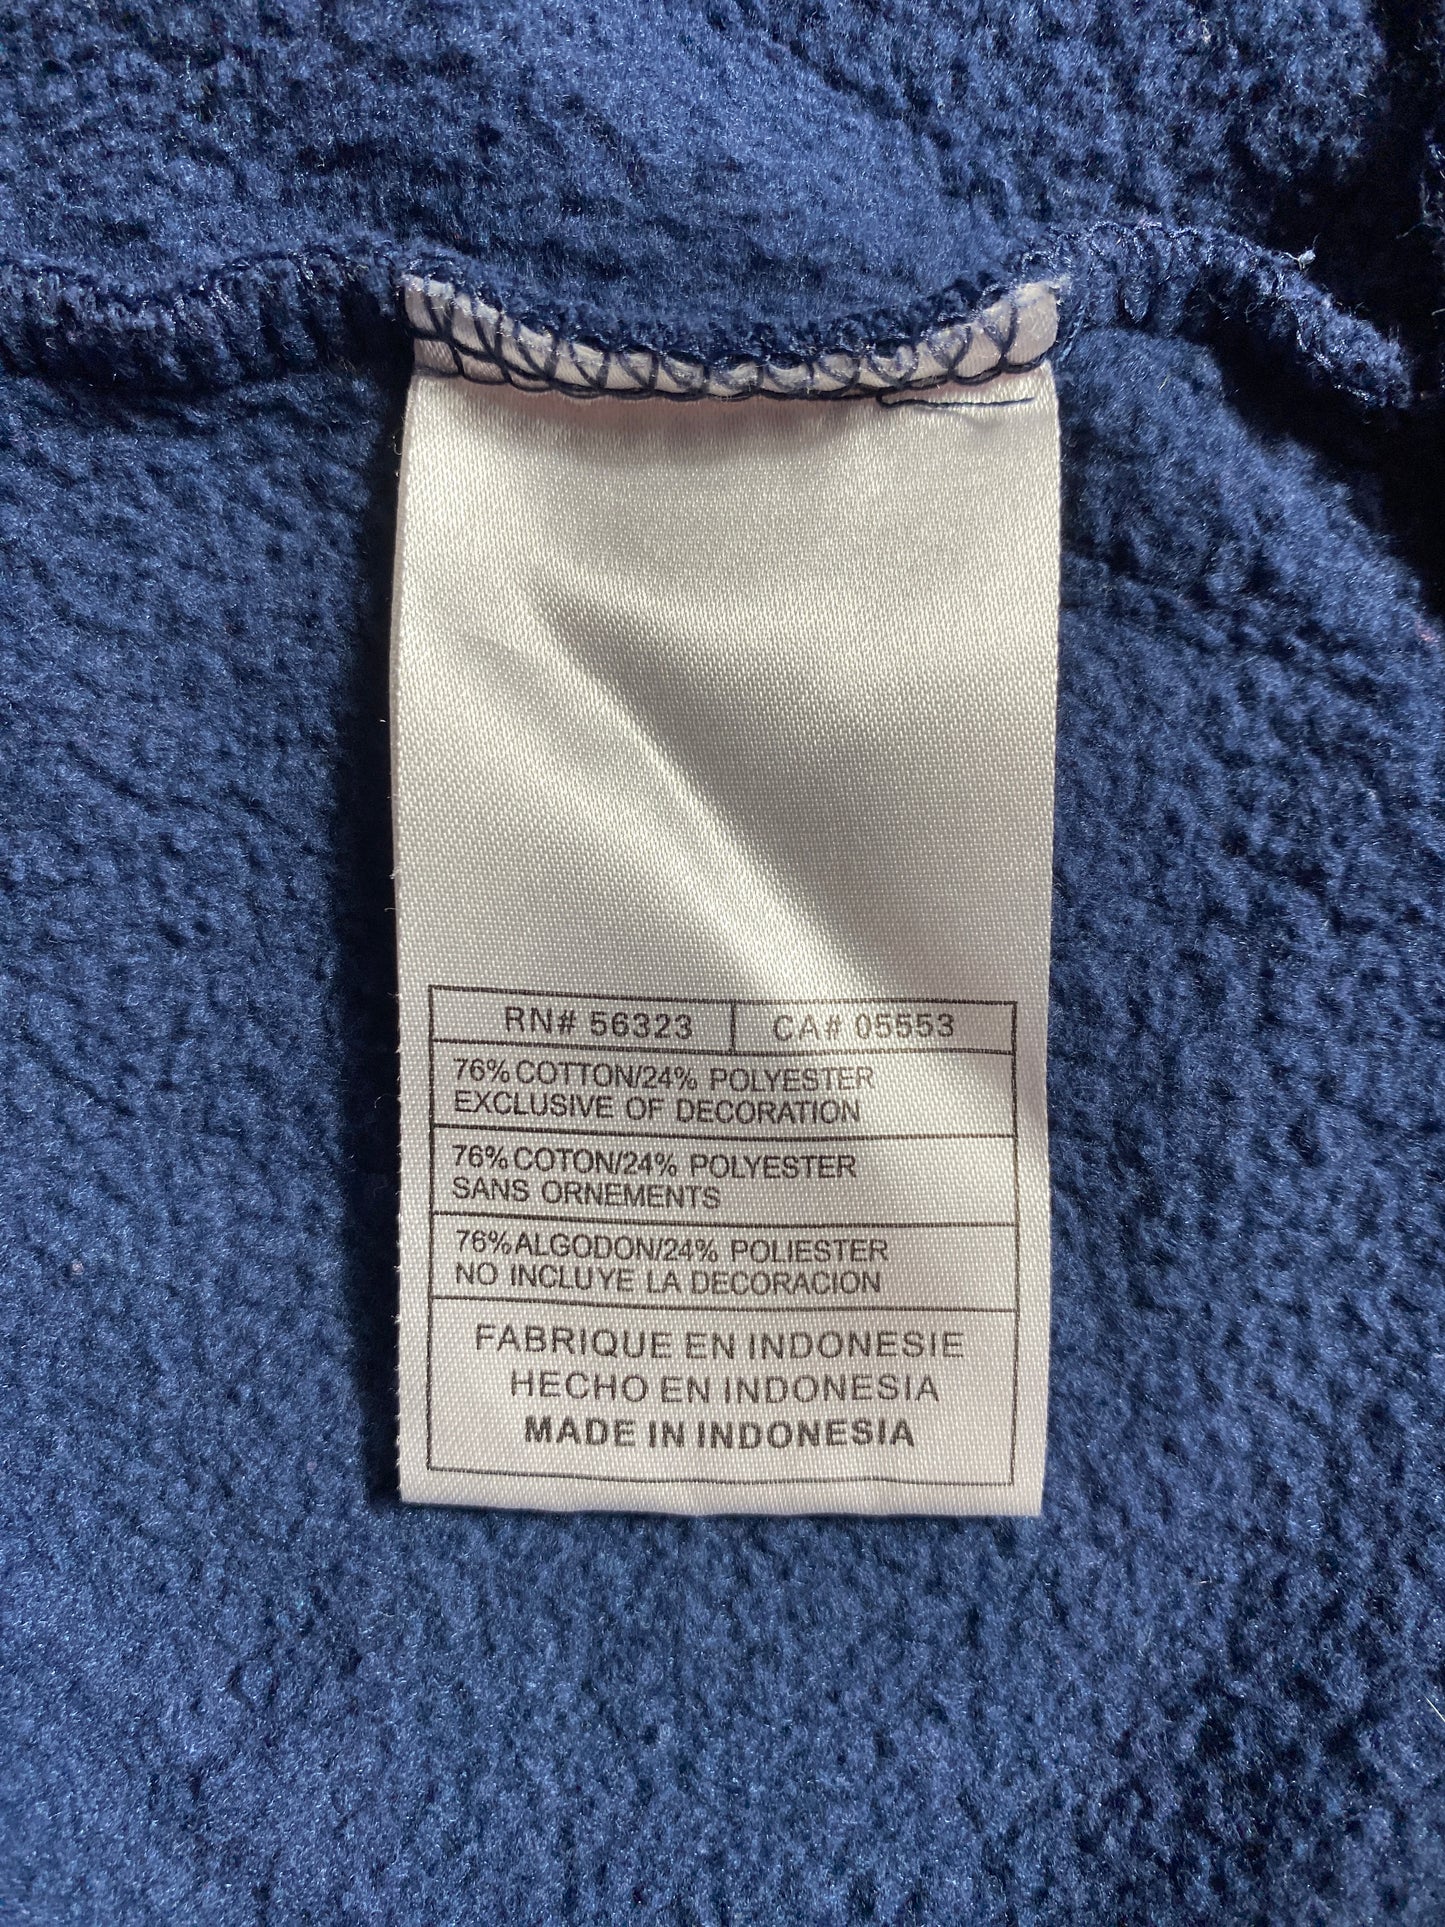 RN# 56323 CA# 05553
76% COTTON/24% POLYESTER
EXCLUSIVE OF DECORATION
76% COTON/24% POLYESTER
SANS ORNEMENTS
76% ALGODON/24% POLIESTER
NO INCLUYE LA DECORACION
FABRIQUE EN INDONESIE
HECHO EN INDONESIA
MADE IN INDONESIA